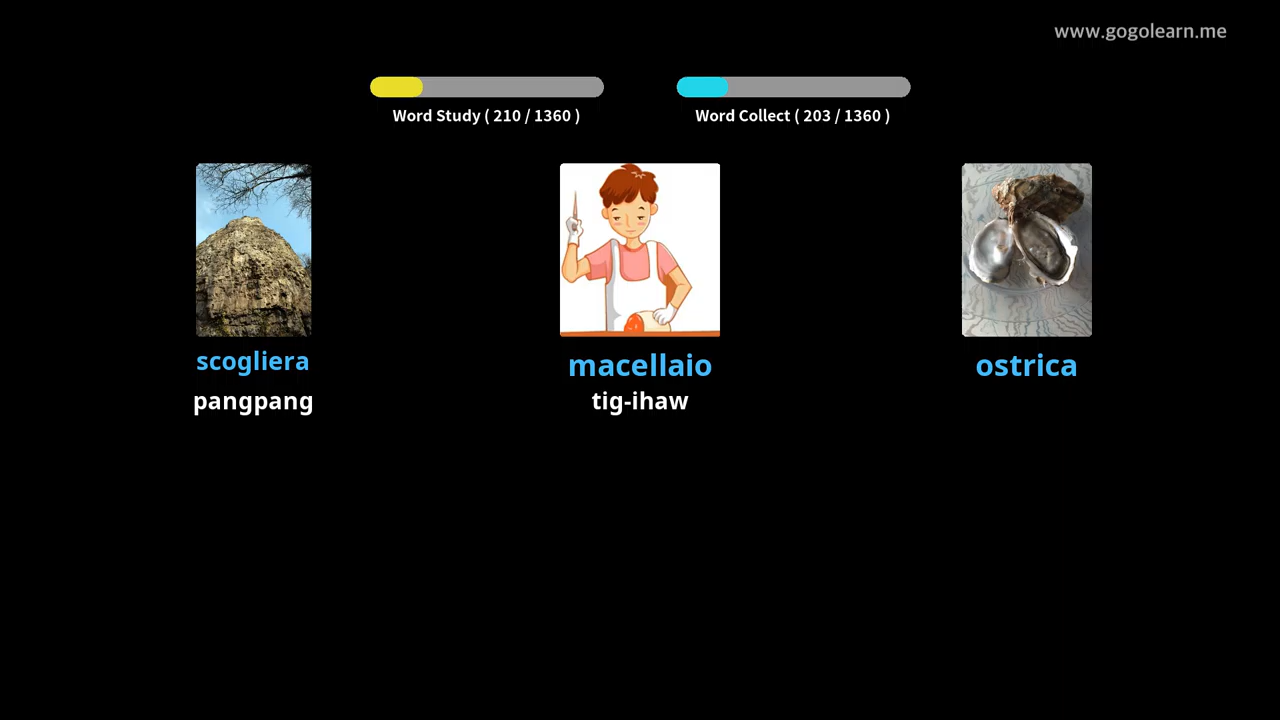 www.gogolearn.me
Word Study ( 210 / 1360 )
Word Collect ( 203 / 1360 )
scogliera
macellaio
ostrica
pangpang
tig-ihaw